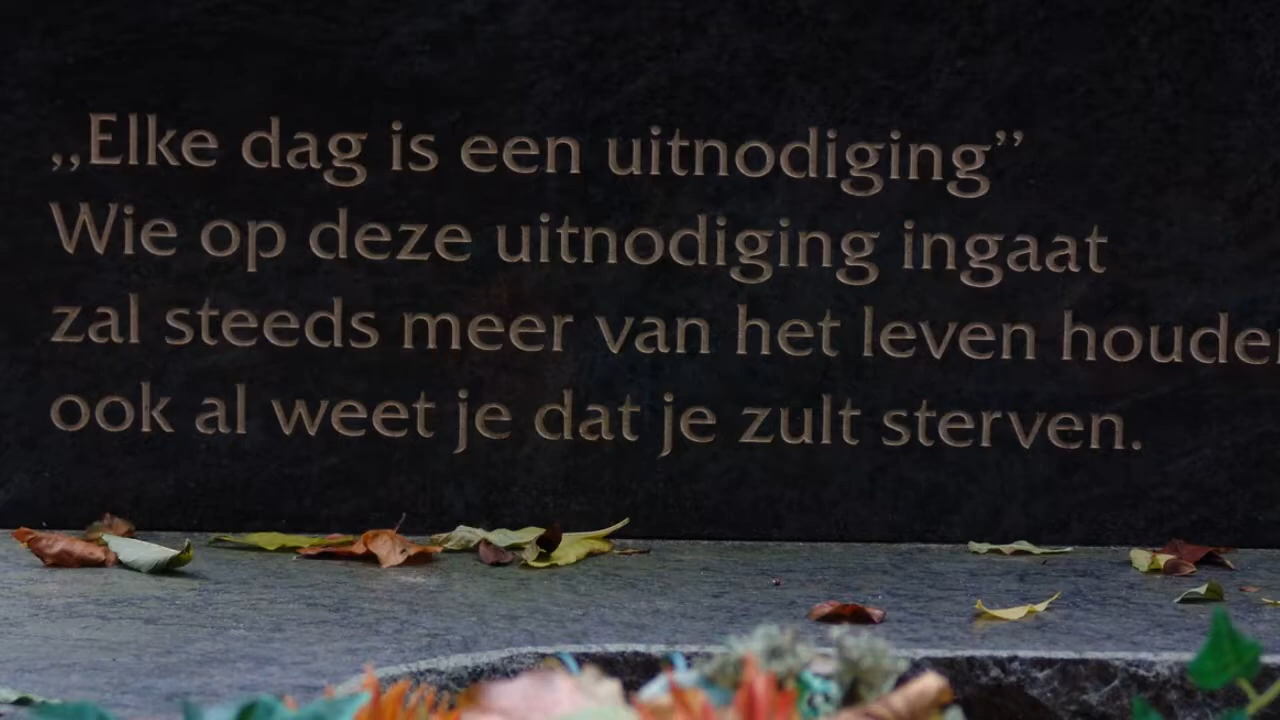 „Elke dag is een uitnodiging”
Wie op deze uitnodiging ingaat
zal steeds meer van het leven houden
ook al weet je dat je zult sterven.